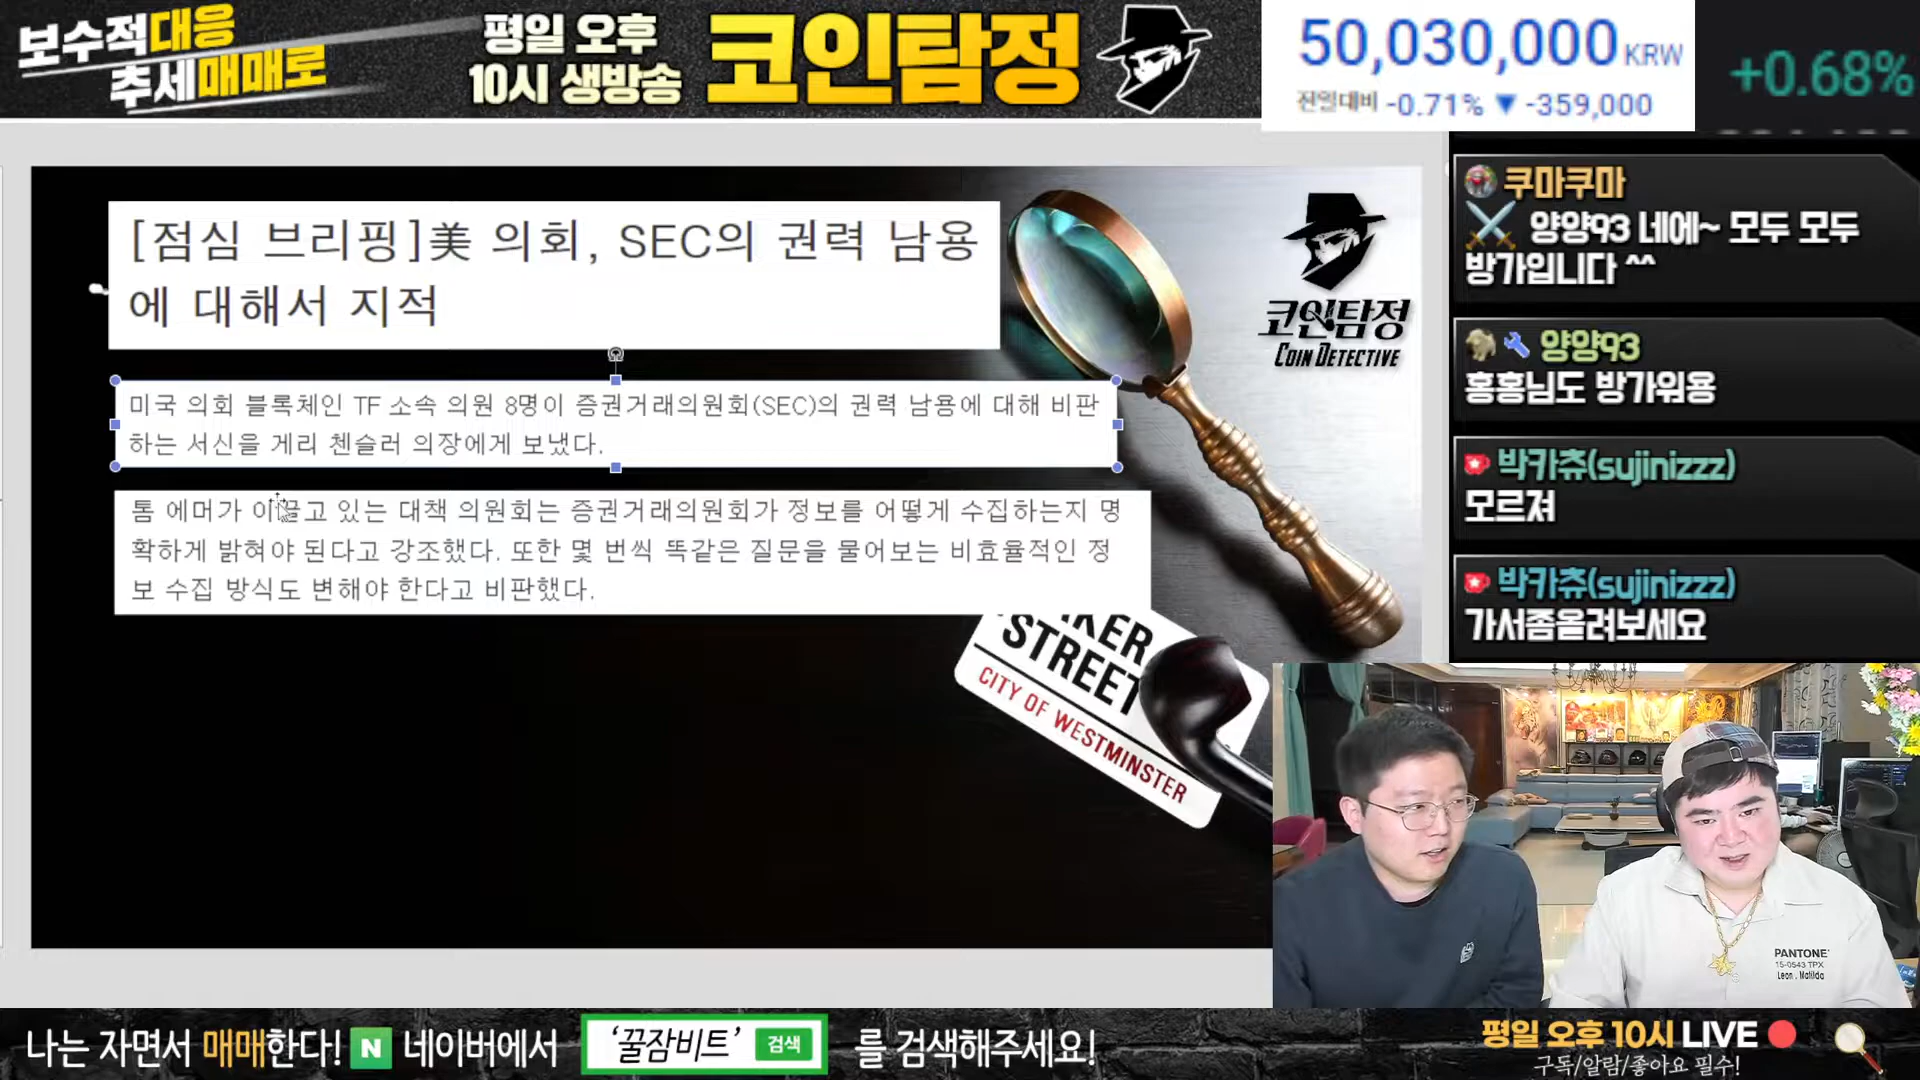 보수적대응
추세매매로
평일 오후
10시 생방송
코인탐정
50,030,000 KRW
전일대비 -0.71% ▼ -359,000
+0.68%
[점심 브리핑]美 의회, SEC의 권력 남용
에 대해서 지적
미국 의회 블록체인 TF 소속 의원 8명이 증권거래의원회(SEC)의 권력 남용에 대해 비판
하는 서신을 게리 첸슬러 의장에게 보냈다.
톰 에머가 이끌고 있는 대책 의원회는 증권거래의원회가 정보를 어떻게 수집하는지 명
확하게 밝혀야 된다고 강조했다. 또한 몇 번씩 똑같은 질문을 물어보는 비효율적인 정
보 수집 방식도 변해야 한다고 비판했다.
코인탐정
COIN DETECTIVE
STREET
CITY OF WESTMINSTER
쿠마쿠마
양양93 네에~ 모두 모두
방가입니다 ^^
양양93
홍홍님도 방가워용
박카츄(sujinizzz)
모르져
박카츄(sujinizzz)
가서좀올려보세요
PANTONE
15-0543 TPX
Leon . Matilda
나는 자면서 매매한다! N 네이버에서 '꿀잠비트' 검색 를 검색해주세요!
평일 오후 10시 LIVE
구독/알람/좋아요 필수!